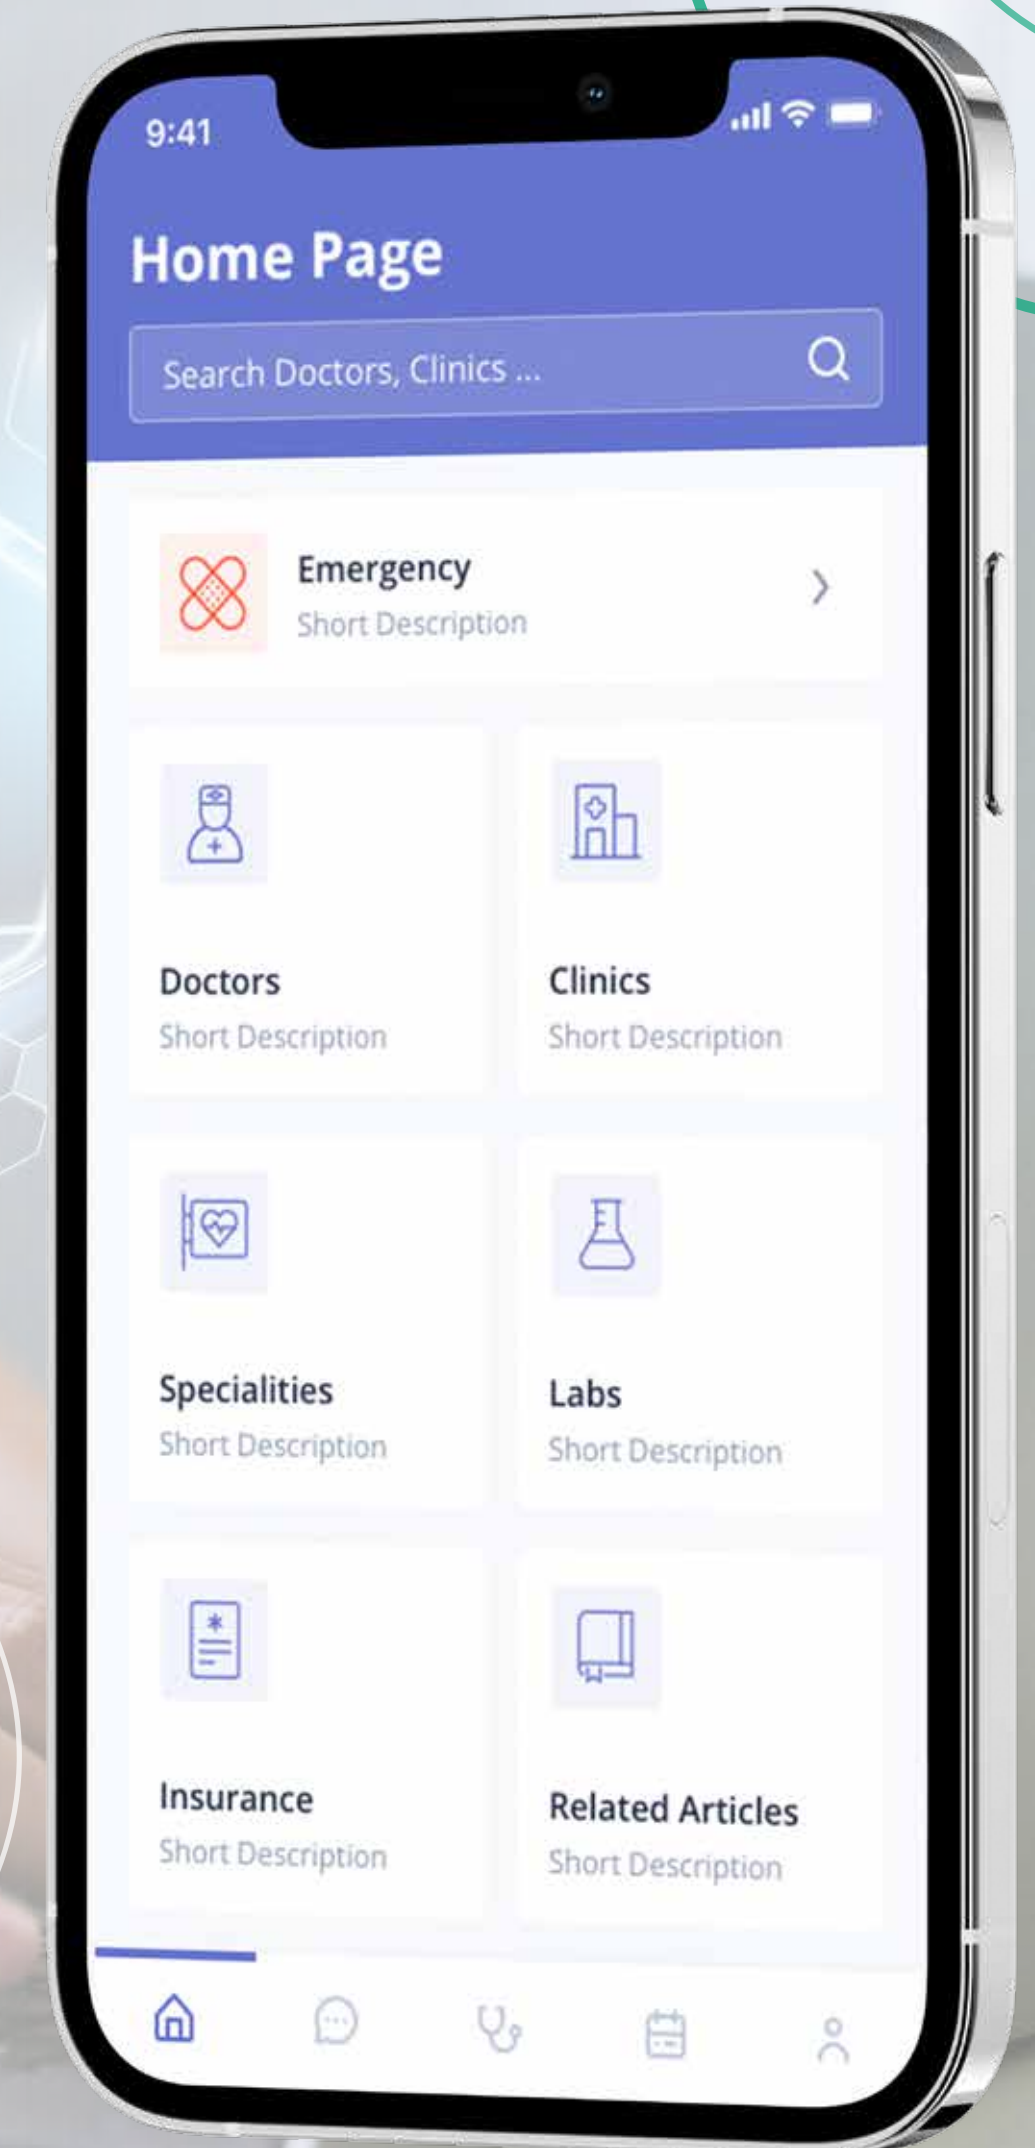 9:41
Home Page
Search Doctors, Clinics ...
Emergency
Short Description
Doctors
Short Description
Clinics
Short Description
Specialities
Short Description
Labs
Short Description
Insurance
Short Description
Related Articles
Short Description